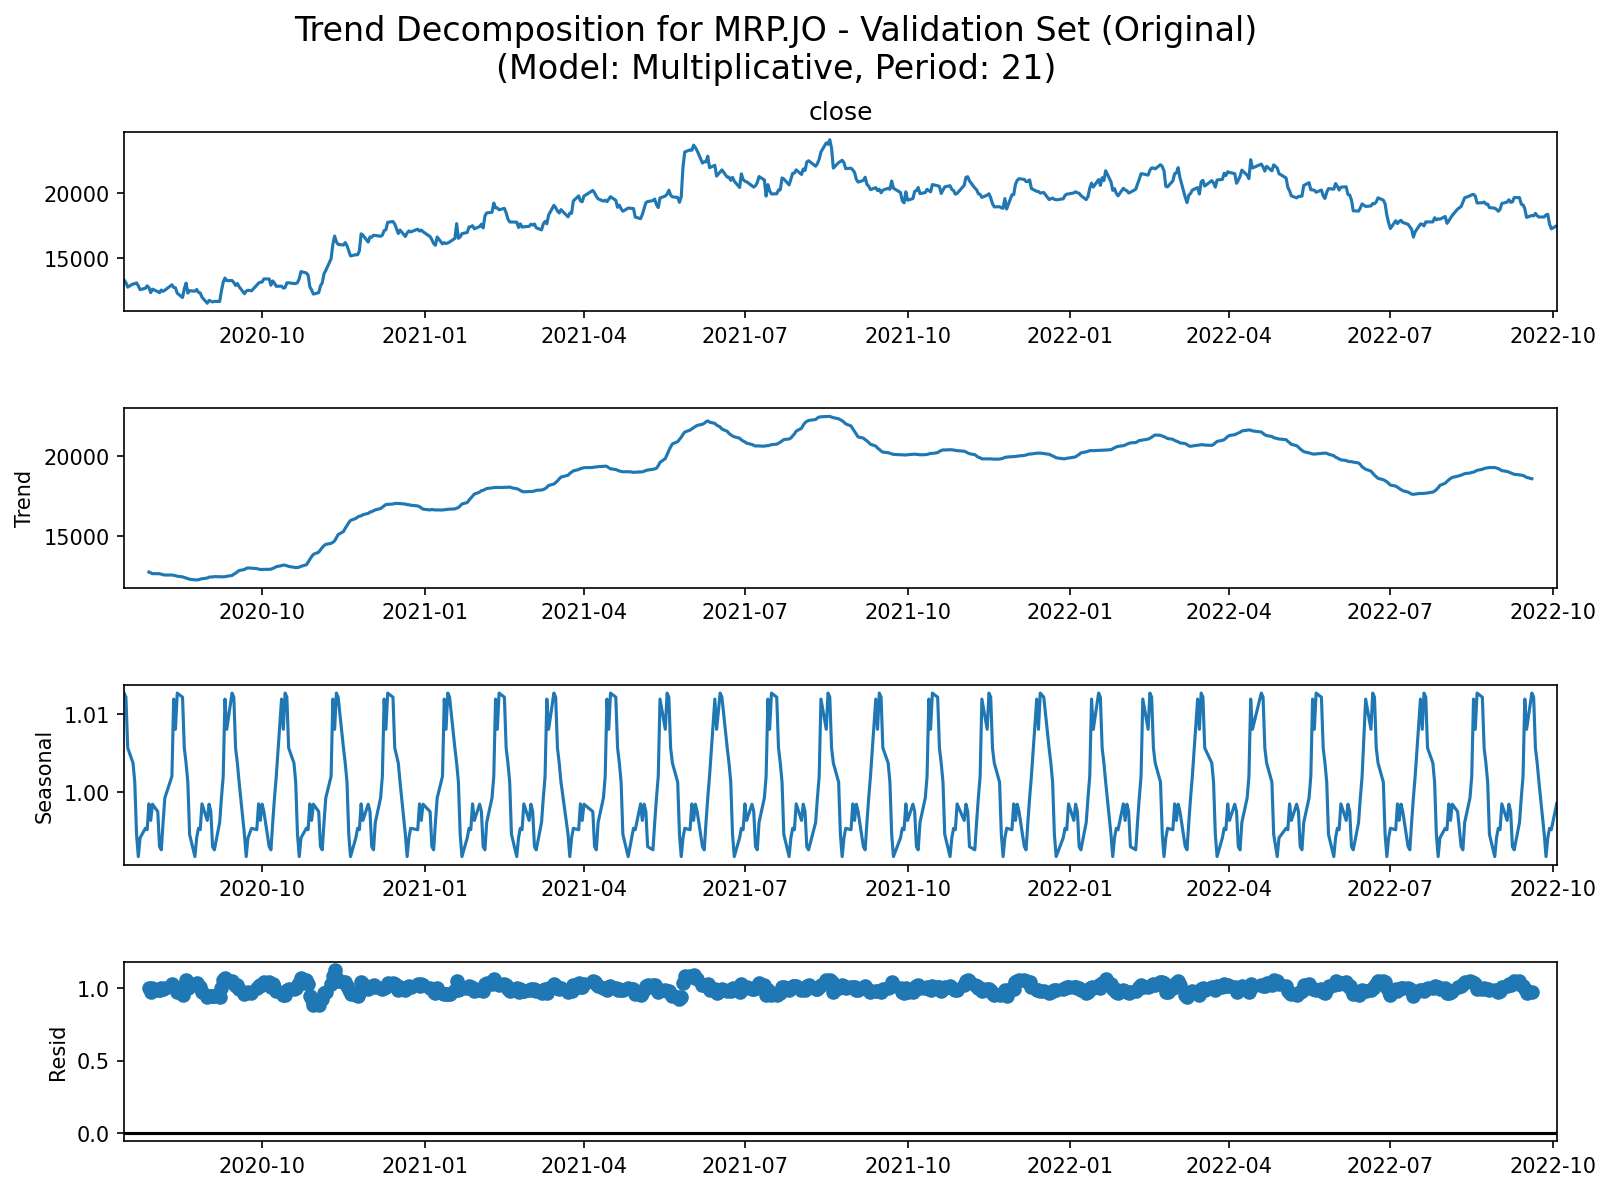 Trend Decomposition for MRP.JO - Validation Set (Original)
(Model: Multiplicative, Period: 21)
close
20000
15000
2020-10 2021-01 2021-04 2021-07 2021-10 2022-01 2022-04 2022-07 2022-10
Trend
20000
15000
2020-10 2021-01 2021-04 2021-07 2021-10 2022-01 2022-04 2022-07 2022-10
Seasonal
1.01
1.00
2020-10 2021-01 2021-04 2021-07 2021-10 2022-01 2022-04 2022-07 2022-10
Resid
1.0
0.5
0.0
2020-10 2021-01 2021-04 2021-07 2021-10 2022-01 2022-04 2022-07 2022-10